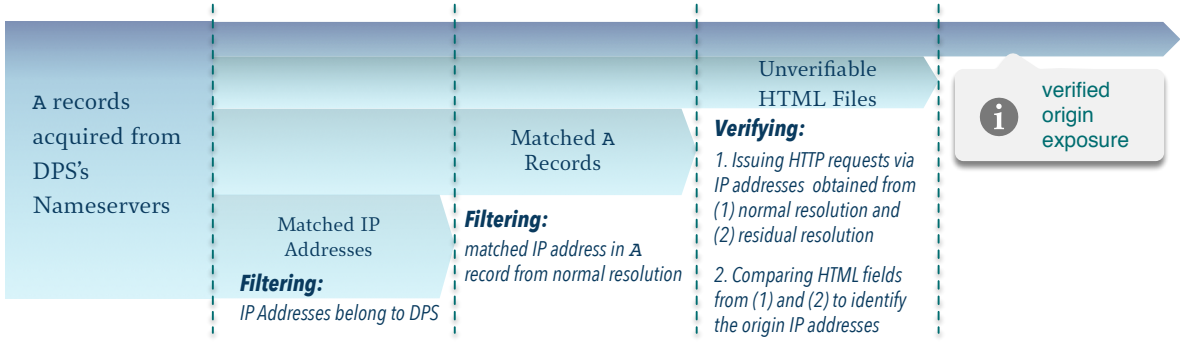 A records
acquired from
DPS's
Nameservers
Matched IP
Addresses
Filtering:
IP Addresses belong to DPS
Matched A
Records
Filtering:
matched IP address in A
record from normal resolution
Unverifiable
HTML Files
Verifying:
1. Issuing HTTP requests via
IP addresses obtained from
(1) normal resolution and
(2) residual resolution
2. Comparing HTML fields
from (1) and (2) to identify
the origin IP addresses
i
verified
origin
exposure